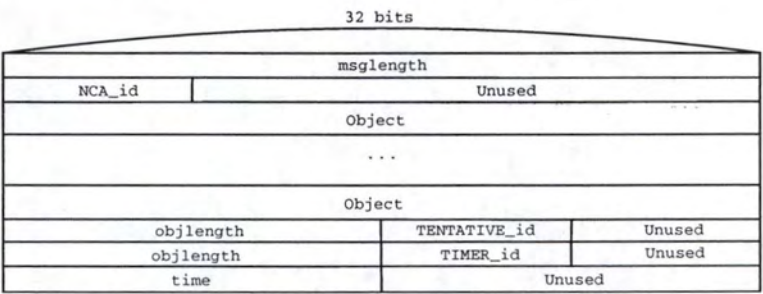 32 bits
msglength
NCA_id Unused
Object
...
Object
objlength TENTATIVE_id Unused
objlength TIMER_id Unused
time Unused